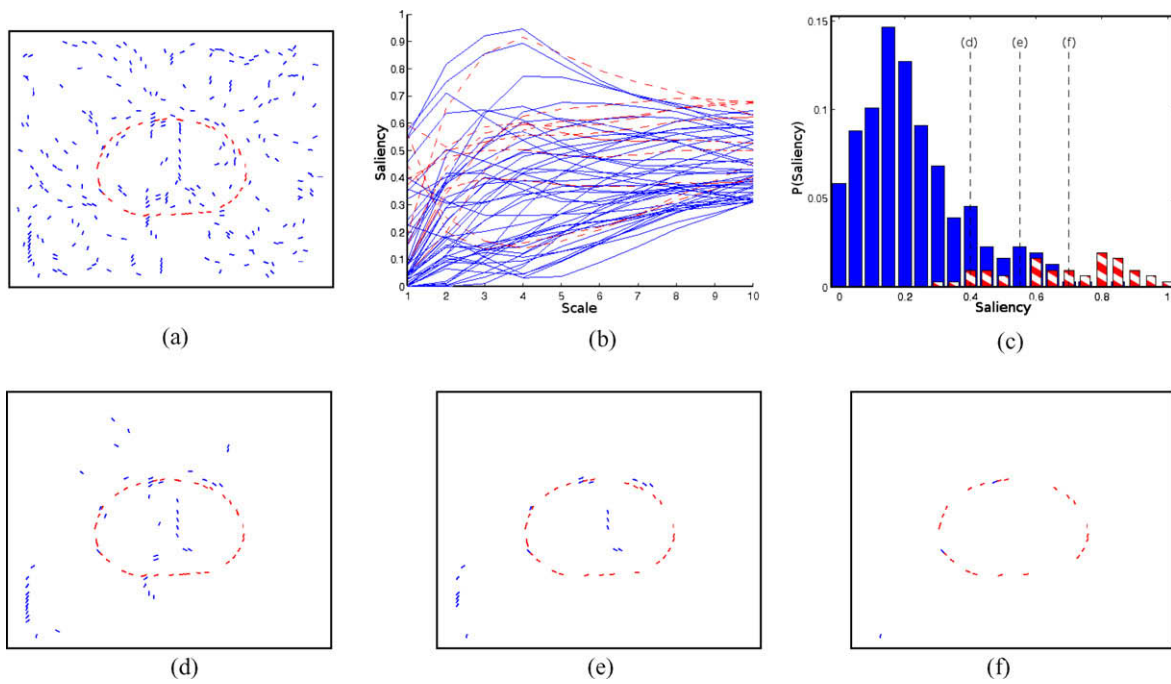 (a)
1
0.9
0.8
0.7
0.6
0.5
0.4
0.3
0.2
0.1
0
Saliency
1 2 3 4 5 6 7 8 9 10
Scale
(b)
0.15
0.1
0.05
0
P(Saliency)
(d) (e) (f)
0 0.2 0.4 0.6 0.8 1
Saliency
(c)
(d)
(e)
(f)